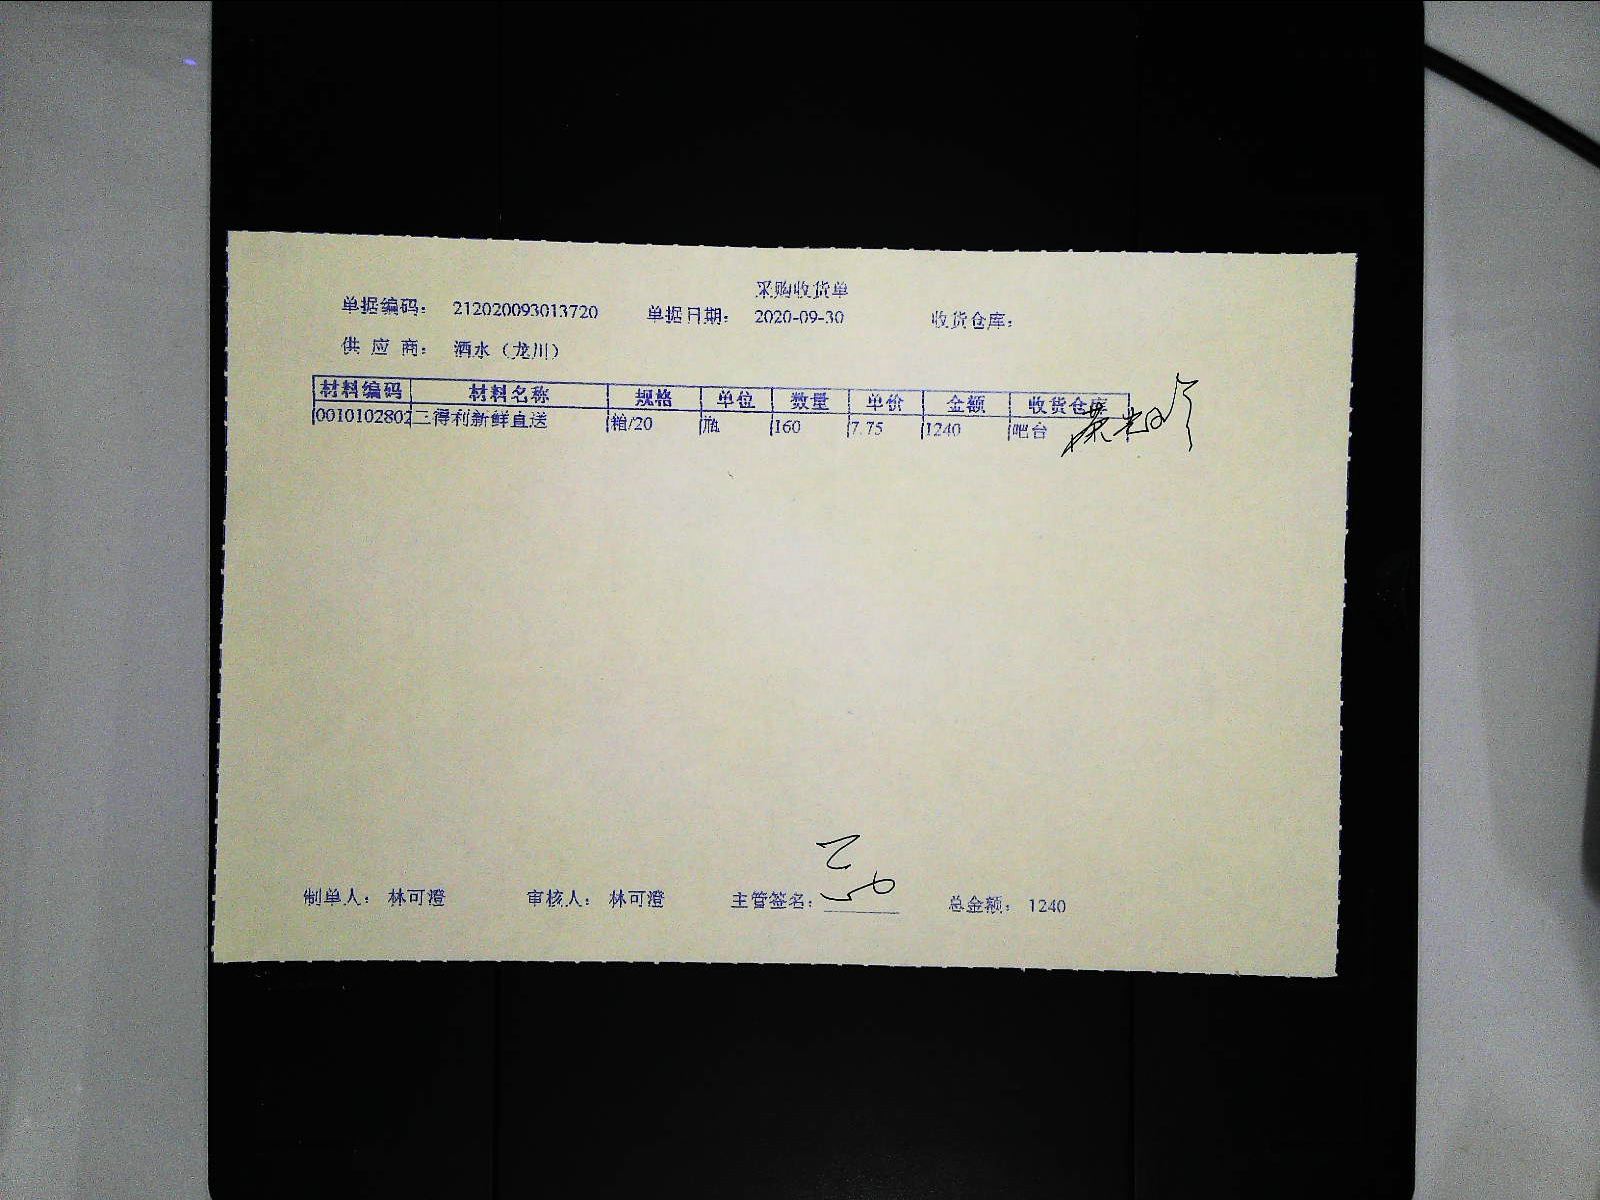 采购收货单
单据编码： 212020093013720 单据日期： 2020-09-30 收货仓库：
供 应 商： 酒水（龙川）
材料编码 材料名称 规格 单位 数量 单价 金额 收货仓库
0010102802 三得利新鲜直送 箱/20 瓶 160 7.75 1240 吧台
制单人： 林可澄 审核人： 林可澄 主管签名： 总金额： 1240